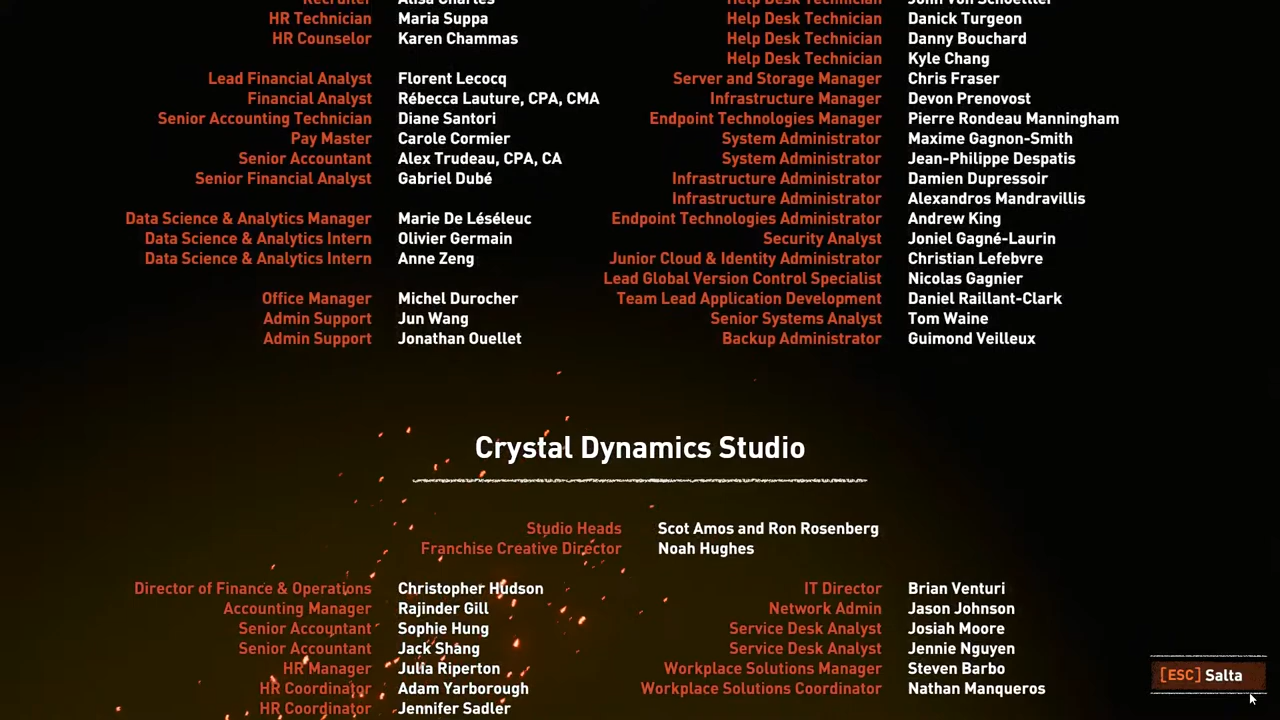 Recruiter Alisa Charles
HR Technician Maria Suppa
HR Counselor Karen Chammas
Lead Financial Analyst Florent Lecocq
Financial Analyst Rébecca Lauture, CPA, CMA
Senior Accounting Technician Diane Santori
Pay Master Carole Cormier
Senior Accountant Alex Trudeau, CPA, CA
Senior Financial Analyst Gabriel Dubé
Data Science & Analytics Manager Marie De Léséleuc
Data Science & Analytics Intern Olivier Germain
Data Science & Analytics Intern Anne Zeng
Office Manager Michel Durocher
Admin Support Jun Wang
Admin Support Jonathan Ouellet
Help Desk Technician John Von Schoettler
Help Desk Technician Danick Turgeon
Help Desk Technician Danny Bouchard
Help Desk Technician Kyle Chang
Server and Storage Manager Chris Fraser
Infrastructure Manager Devon Prenovost
Endpoint Technologies Manager Pierre Rondeau Manningham
System Administrator Maxime Gagnon-Smith
System Administrator Jean-Philippe Despatis
Infrastructure Administrator Damien Dupressoir
Infrastructure Administrator Alexandros Mandravillis
Endpoint Technologies Administrator Andrew King
Security Analyst Joniel Gagné-Laurin
Junior Cloud & Identity Administrator Christian Lefebvre
Lead Global Version Control Specialist Nicolas Gagnier
Team Lead Application Development Daniel Raillant-Clark
Senior Systems Analyst Tom Waine
Backup Administrator Guimond Veilleux
Crystal Dynamics Studio
Studio Heads Scot Amos and Ron Rosenberg
Franchise Creative Director Noah Hughes
Director of Finance & Operations Christopher Hudson
Accounting Manager Rajinder Gill
Senior Accountant Sophie Hung
Senior Accountant Jack Shang
HR Manager Julia Riperton
HR Coordinator Adam Yarborough
HR Coordinator Jennifer Sadler
IT Director Brian Venturi
Network Admin Jason Johnson
Service Desk Analyst Josiah Moore
Service Desk Analyst Jennie Nguyen
Workplace Solutions Manager Steven Barbo
Workplace Solutions Coordinator Nathan Manqueros
[ESC] Salta